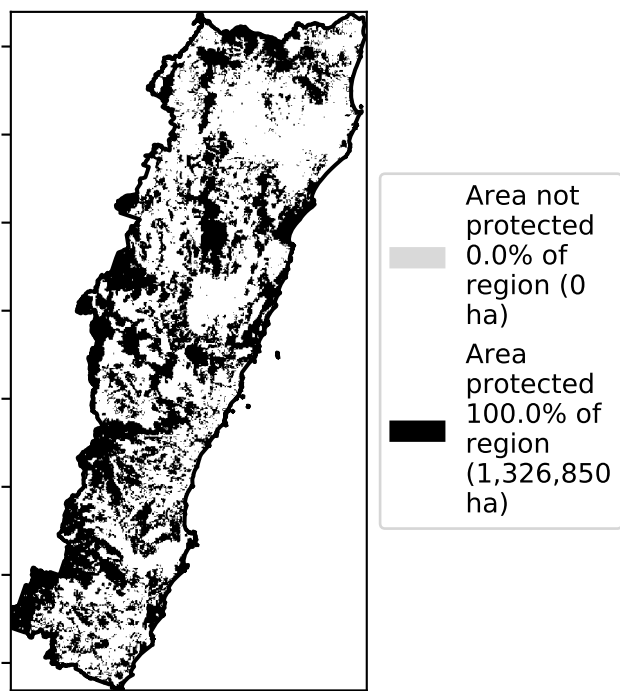 Area not
protected
0.0% of
region (0
ha)
Area
protected
100.0% of
region
(1,326,850
ha)